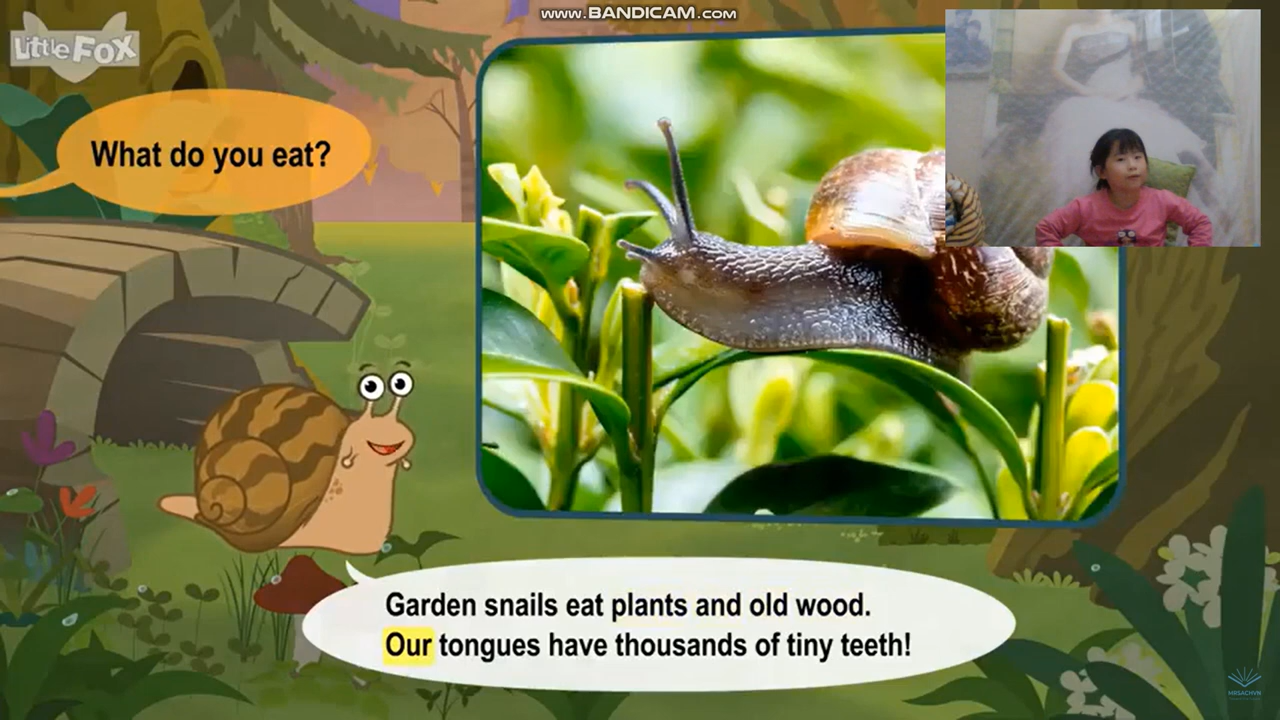 www.BANDICAM.com
Little FOX
What do you eat?
Garden snails eat plants and old wood.
Our tongues have thousands of tiny teeth!
MRSACHVN